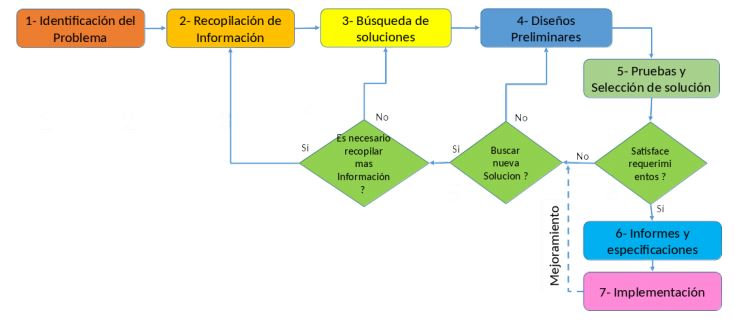 1- Identificación del
Problema
2- Recopilación de
Información
3- Búsqueda de
soluciones
4- Diseños
Preliminares
5- Pruebas y
Selección de solución
No
No
Es necesario
recopilar
mas
Información
?
Si
Buscar
nueva
Solucion ?
Si
No
Satisface
requerimi
entos ?
Sí
Mejoramiento
6- Informes y
especificaciones
7- Implementación